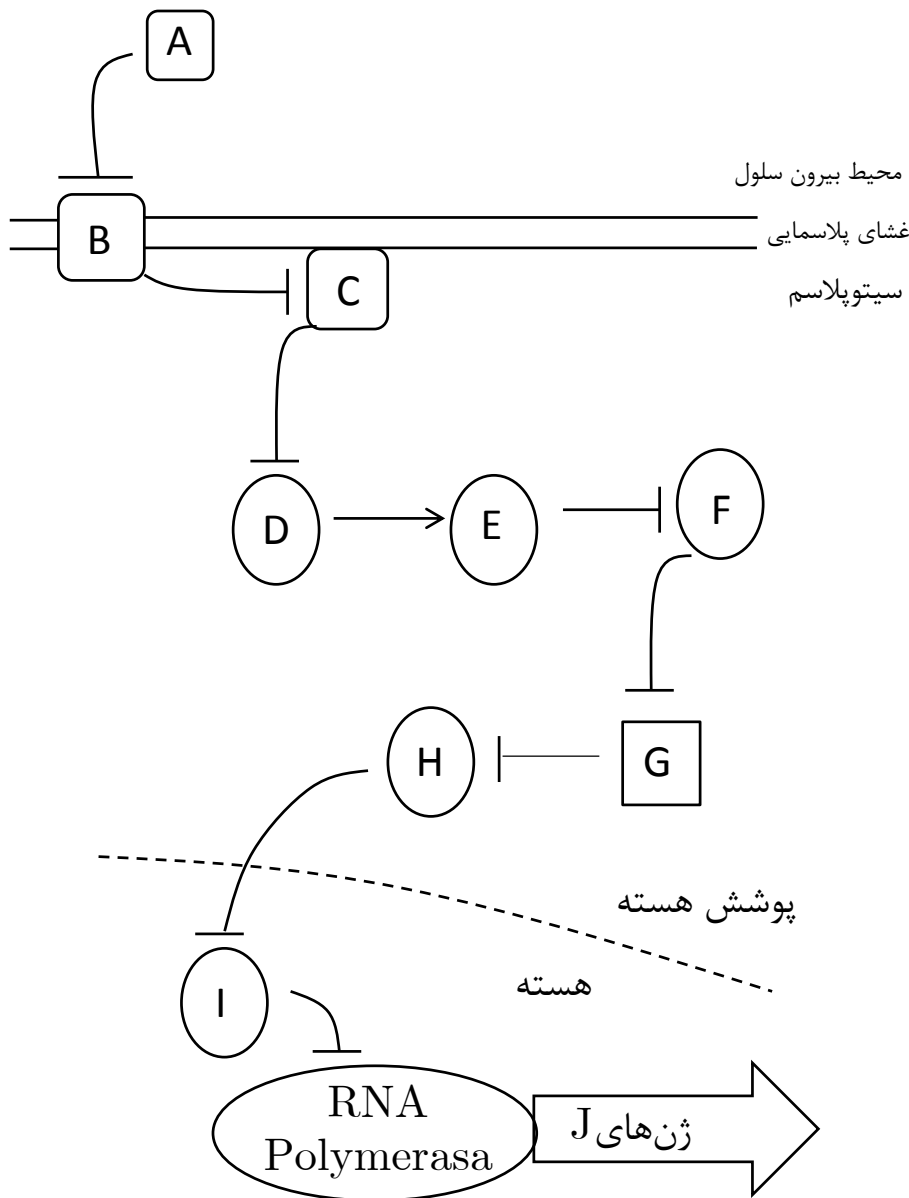 A
محیط بیرون سلول
غشای پلاسمایی
B
سیتوپلاسم
C
D
E
F
H
G
پوشش هسته
هسته
I
RNA
Polymerasa
ژن‌های J